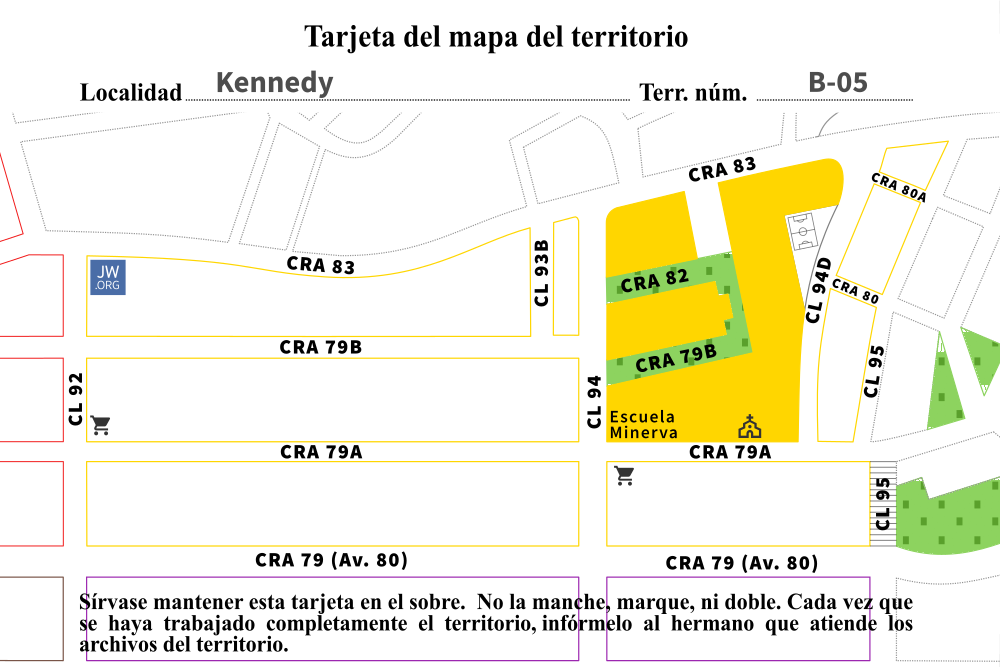 Tarjeta del mapa del territorio
Localidad Kennedy Terr. núm. B-05
CRA 83
CRA 80A
JW
.ORG
CRA 83
CL 93B
CRA 82
CL 94D
CRA 80
CRA 79B
CRA 79B
CL 92
CL 94
CL 95
Escuela
Minerva
CRA 79A
CRA 79A
CL 95
CRA 79 (Av. 80)
CRA 79 (Av. 80)
Sírvase mantener esta tarjeta en el sobre. No la manche, marque, ni doble. Cada vez que
se haya trabajado completamente el territorio, infórmelo al hermano que atiende los
archivos del territorio.